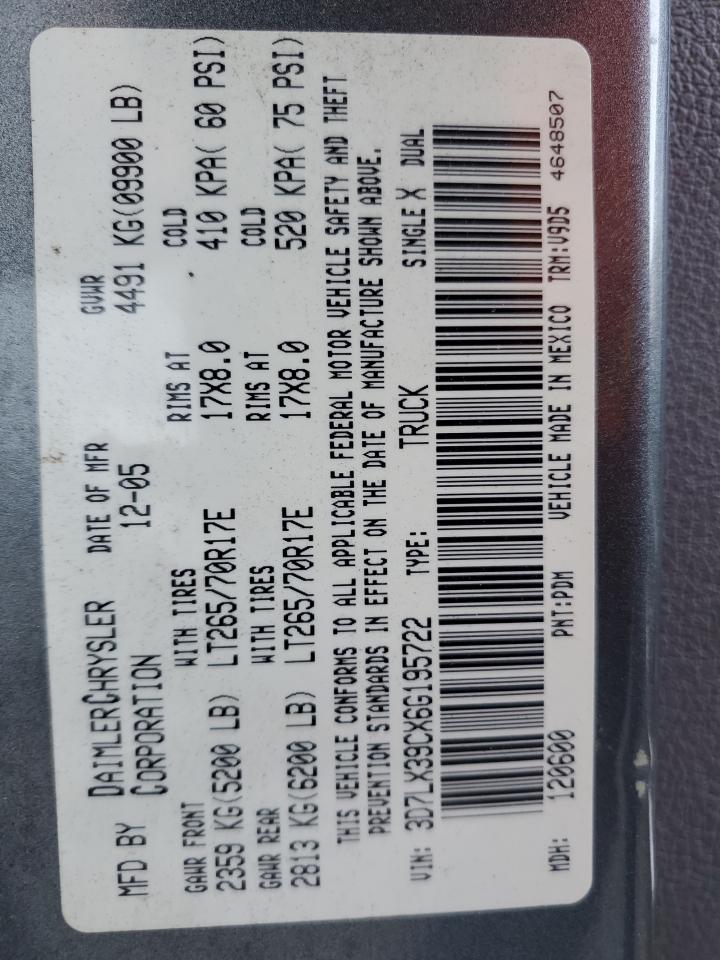 MFD BY DAIMLERCHRYSLER CORPORATION DATE OF MFR 12-05 GVWR 4491 KG(09900 LB)
GAWR FRONT WITH TIRES RIMS AT COLD
2359 KG(5200 LB) LT265/70R17E 17X8.0 410 KPA( 60 PSI)
GAWR REAR WITH TIRES RIMS AT COLD
2813 KG(6200 LB) LT265/70R17E 17X8.0 520 KPA( 75 PSI)
THIS VEHICLE CONFORMS TO ALL APPLICABLE FEDERAL MOTOR VEHICLE SAFETY AND THEFT
PREVENTION STANDARDS IN EFFECT ON THE DATE OF MANUFACTURE SHOWN ABOVE.
VIN: 3D7LX39CX6G195722 TYPE: TRUCK SINGLE X DUAL
MDH: 120600 PNT:PDM VEHICLE MADE IN MEXICO TRM:V9D5
4648507